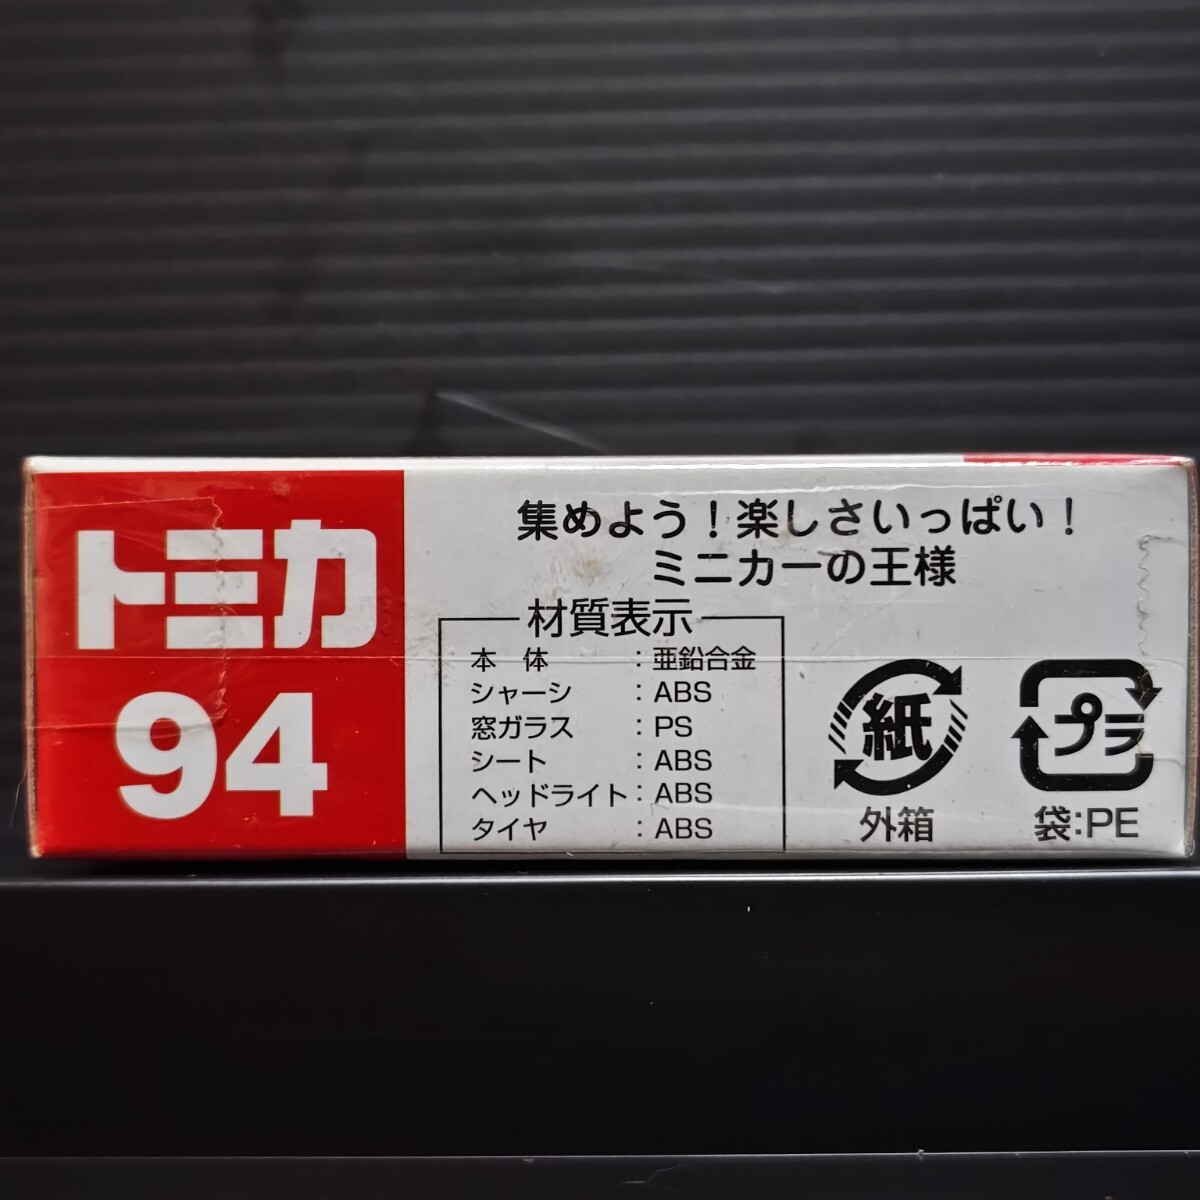 トミカ
94
集めよう！楽しさいっぱい！
ミニカーの王様
材質表示
本 体 : 亜鉛合金
シャーシ : ABS
窓ガラス : PS
シート : ABS
ヘッドライト : ABS
タイヤ : ABS
紙
外箱
プラ
袋:PE